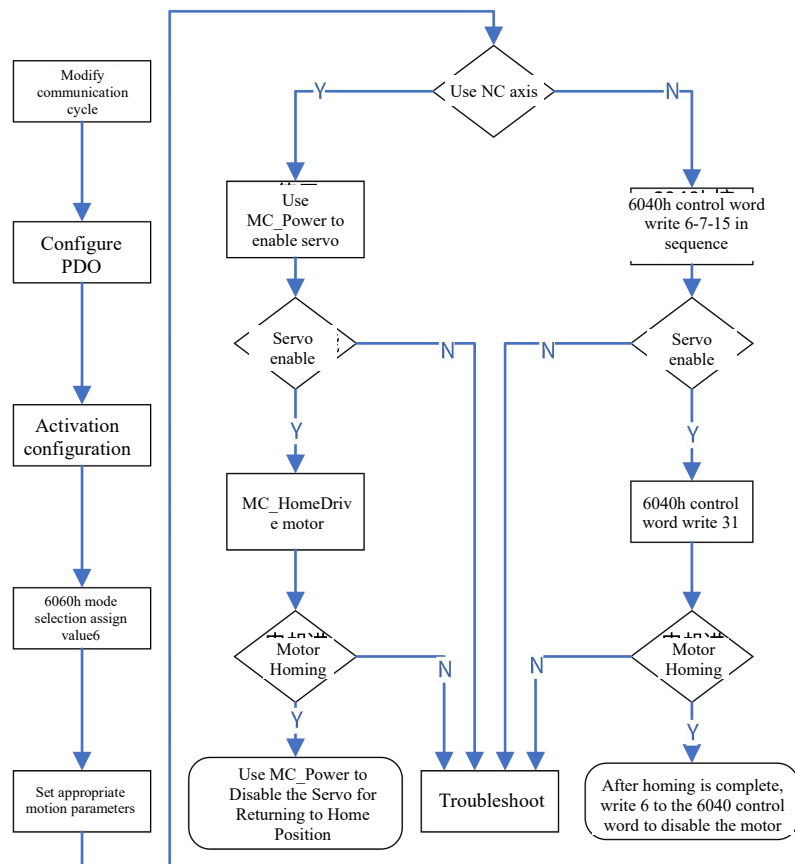 Modify
communication
cycle
Configure
PDO
Activation
configuration
6060h mode
selection assign
value6
Set appropriate
motion parameters
Use NC axis
Y
N
Use
MC_Power to
enable servo
Servo
enable
N
Y
MC_HomeDriv
e motor
Motor
Homing
N
Y
Use MC_Power to
Disable the Servo for
Returning to Home
Position
6040h control word
write 6-7-15 in
sequence
Servo
enable
N
Y
6040h control
word write 31
Motor
Homing
N
Y
After homing is complete,
write 6 to the 6040 control
word to disable the motor
Troubleshoot